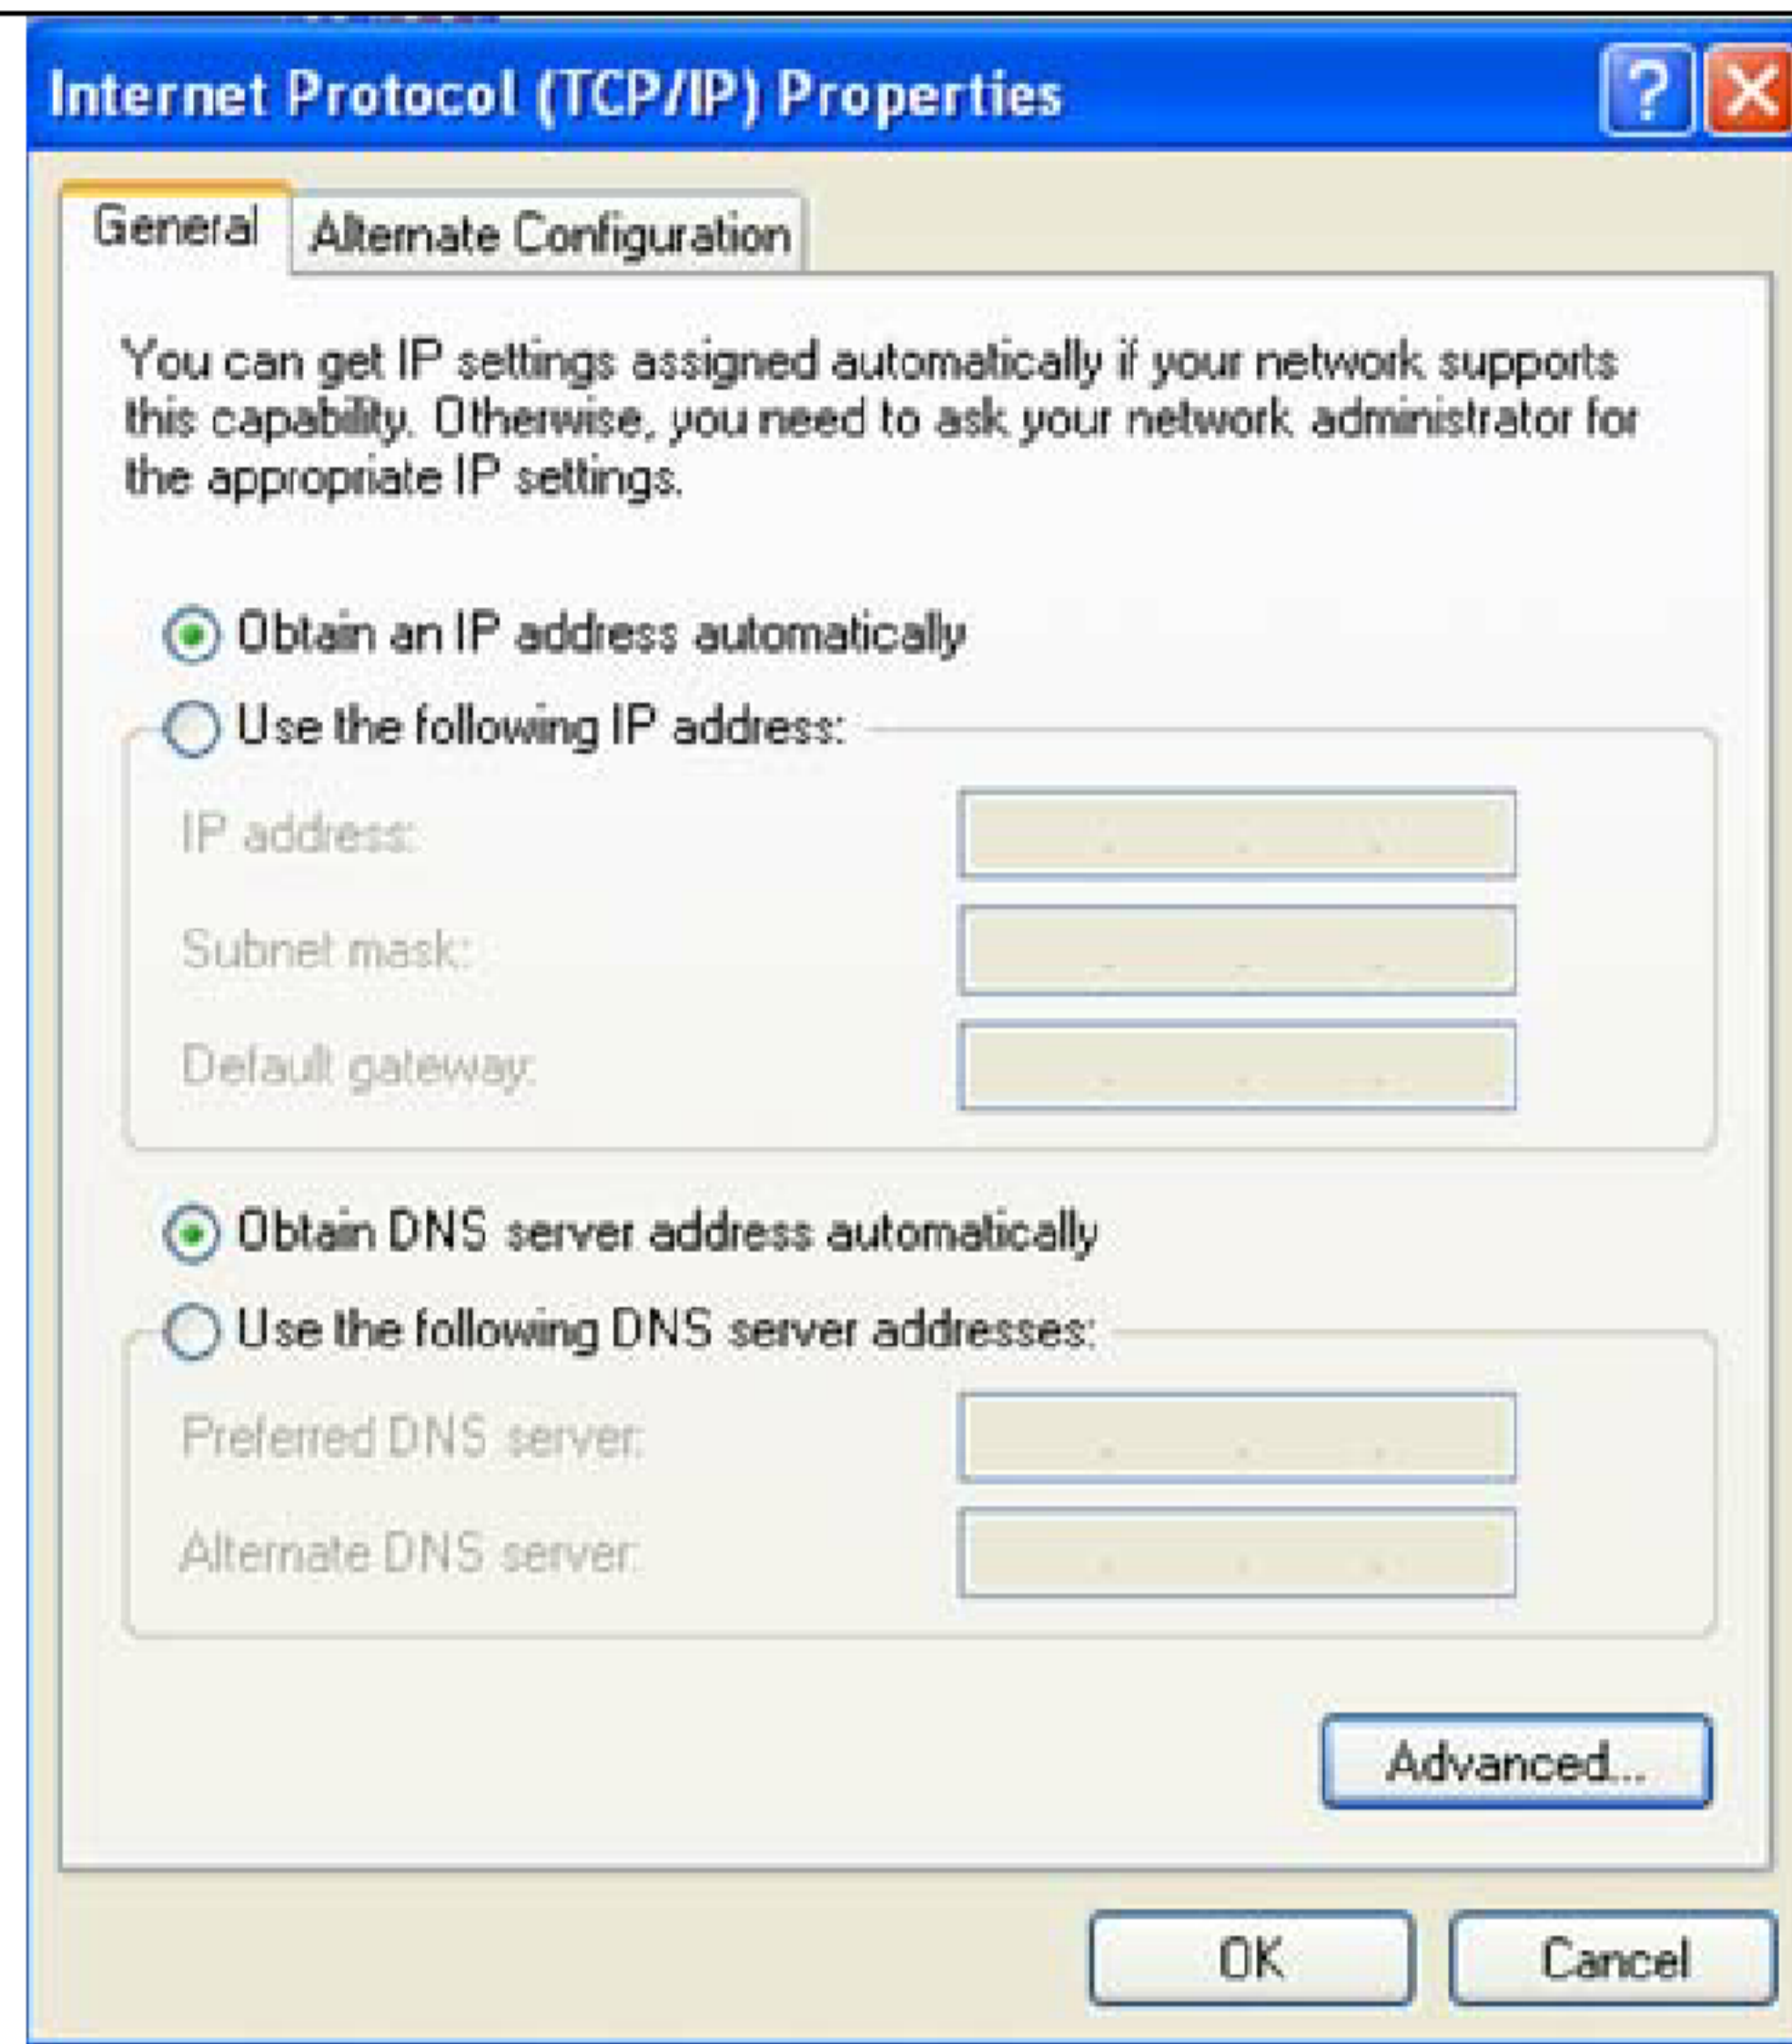 Internet Protocol (TCP/IP) Properties
General
Alternate Configuration
You can get IP settings assigned automatically if your network supports
this capability. Otherwise, you need to ask your network administrator for
the appropriate IP settings.
Obtain an IP address automatically
Use the following IP address:
IP address:
Subnet mask:
Default gateway:
Obtain DNS server address automatically
Use the following DNS server addresses:
Preferred DNS server:
Alternate DNS server:
Advanced...
OK
Cancel